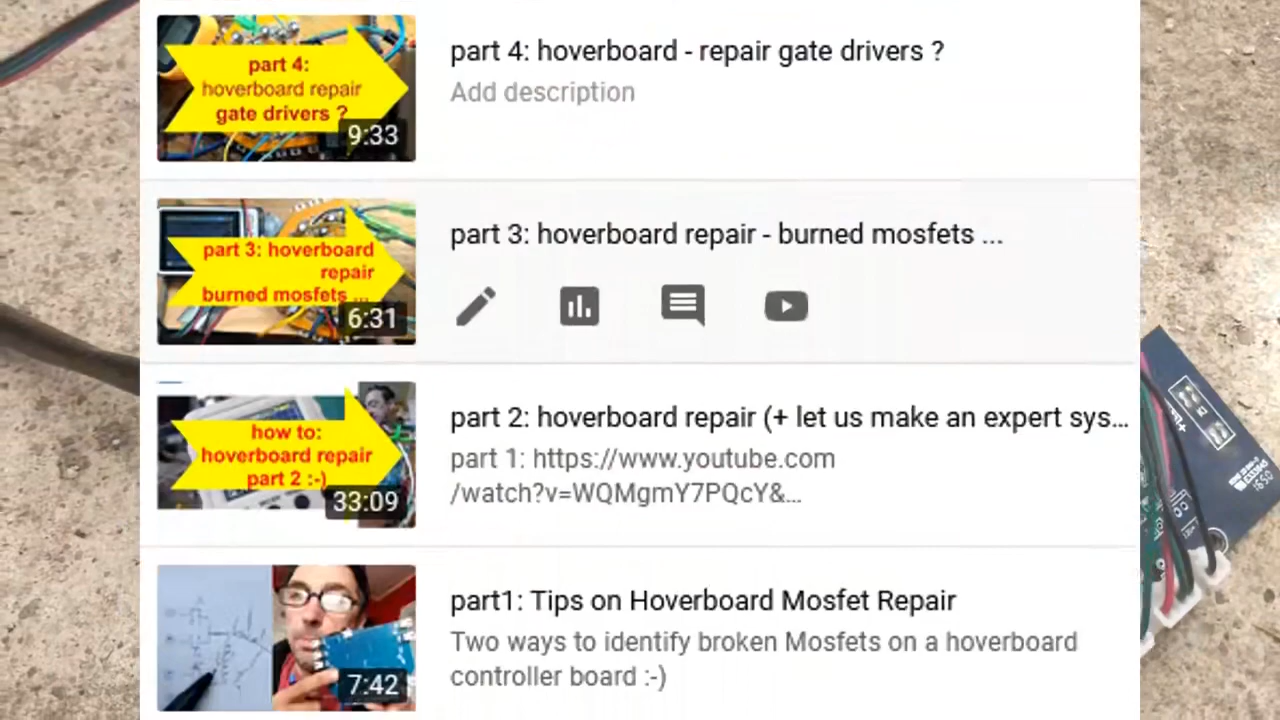 part 4:
hoverboard repair
gate drivers ?
9:33
part 4: hoverboard - repair gate drivers ?
Add description
part 3: hoverboard
repair
burned mosfets ...
6:31
part 3: hoverboard repair - burned mosfets ...
how to:
hoverboard repair
part 2 :-)
33:09
part 2: hoverboard repair (+ let us make an expert sys...
part 1: https://www.youtube.com
/watch?v=WQMgmY7PQcY&...
7:42
part1: Tips on Hoverboard Mosfet Repair
Two ways to identify broken Mosfets on a hoverboard
controller board :-)